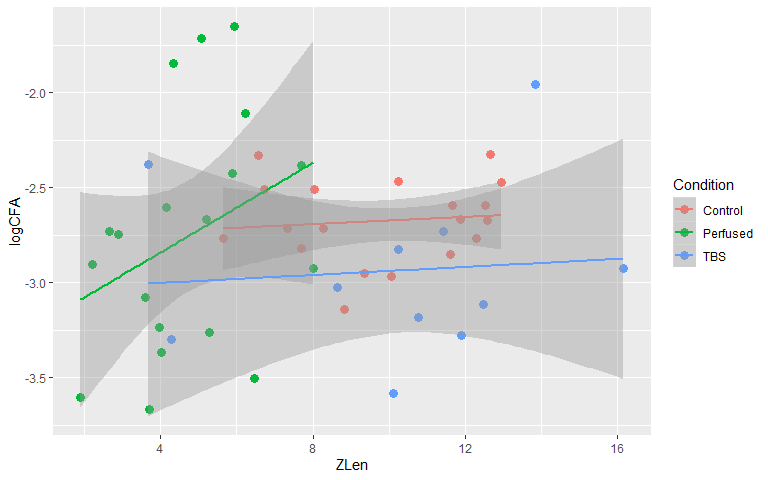 -2.0
-2.5
-3.0
-3.5
logCFA
4 8 12 16
ZLen
Condition
Control
Perfused
TBS